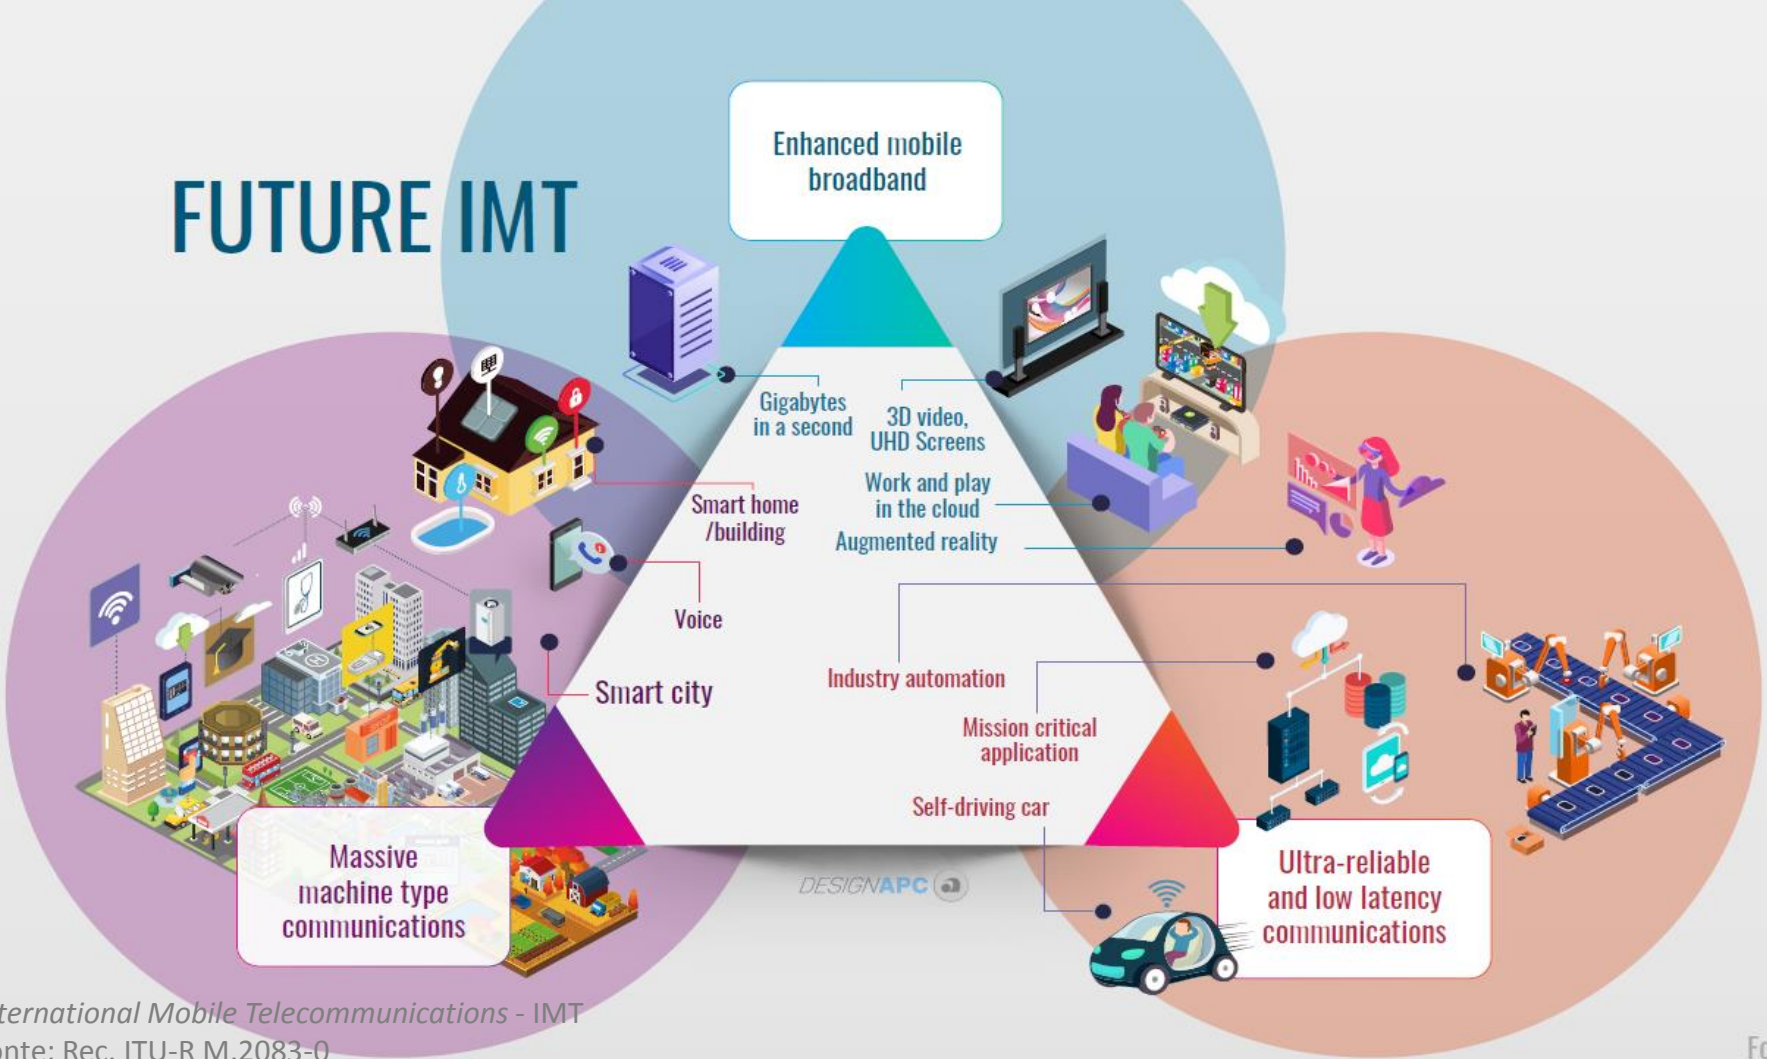 FUTURE IMT
Enhanced mobile
broadband
Gigabytes
in a second
3D video,
UHD Screens
Smart home
/building
Work and play
in the cloud
Augmented reality
Voice
Smart city
Industry automation
Mission critical
application
Self-driving car
Massive
machine type
communications
DESIGNAPC
Ultra-reliable
and low latency
communications
Mobile Telecommunications - IMT
Rec. ITU-R M.2083-0